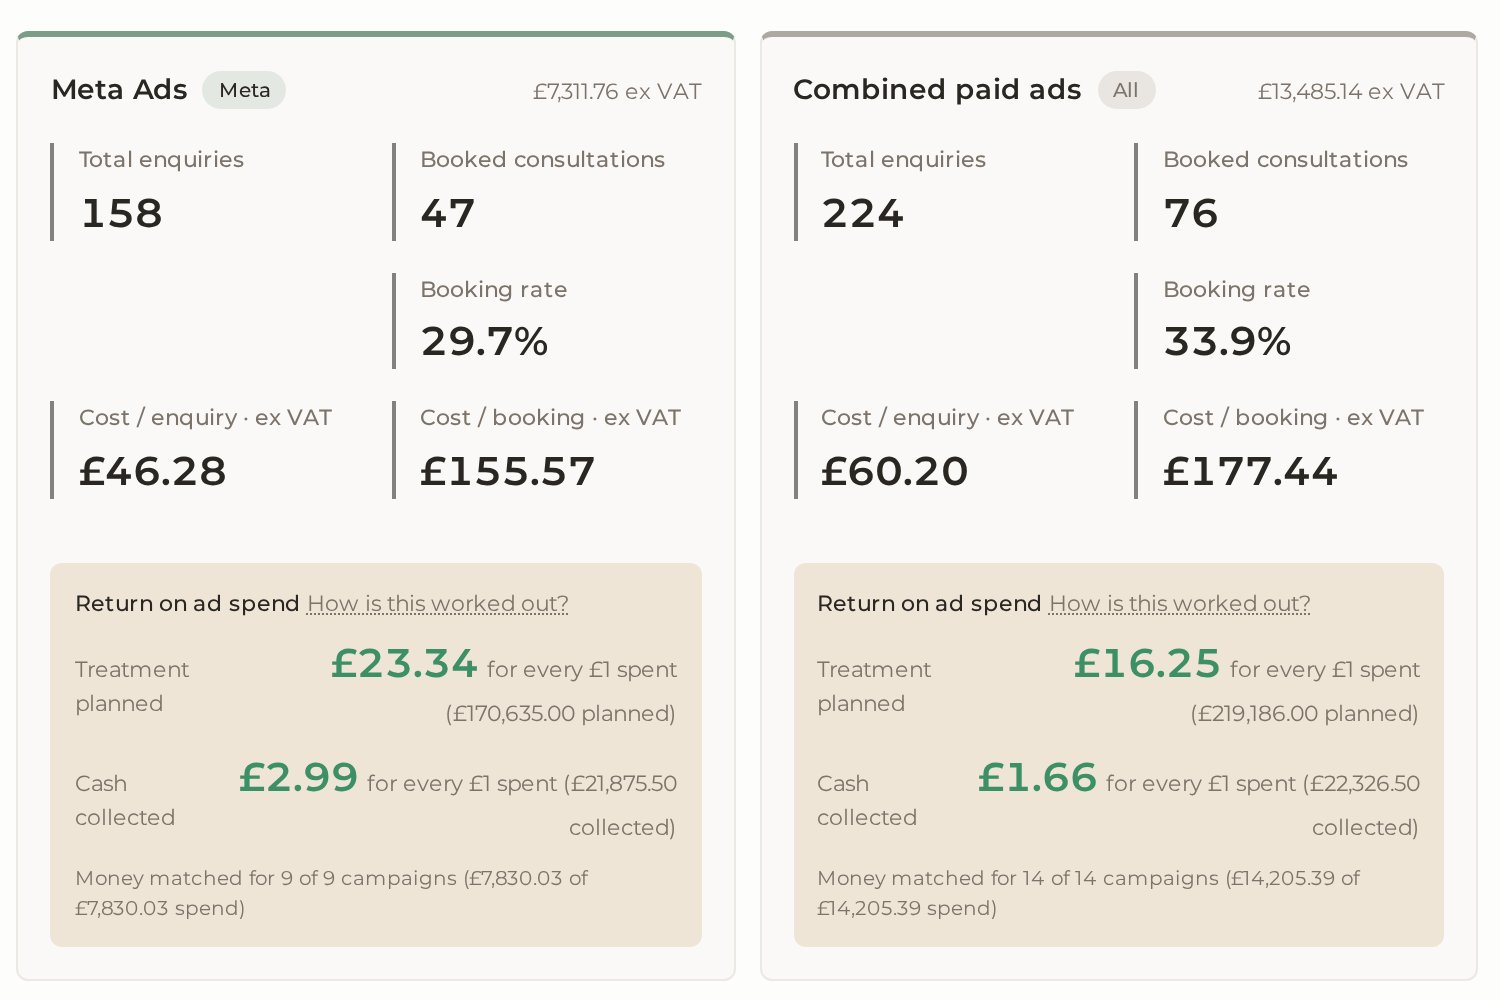 Meta Ads Meta £7,311.76 ex VAT
Total enquiries Booked consultations
158 47
Booking rate
29.7%
Cost / enquiry · ex VAT Cost / booking · ex VAT
£46.28 £155.57
Return on ad spend How is this worked out?
Treatment planned £23.34 for every £1 spent
(£170,635.00 planned)
Cash collected £2.99 for every £1 spent (£21,875.50
collected)
Money matched for 9 of 9 campaigns (£7,830.03 of
£7,830.03 spend)
Combined paid ads All £13,485.14 ex VAT
Total enquiries Booked consultations
224 76
Booking rate
33.9%
Cost / enquiry · ex VAT Cost / booking · ex VAT
£60.20 £177.44
Return on ad spend How is this worked out?
Treatment planned £16.25 for every £1 spent
(£219,186.00 planned)
Cash collected £1.66 for every £1 spent (£22,326.50
collected)
Money matched for 14 of 14 campaigns (£14,205.39 of
£14,205.39 spend)